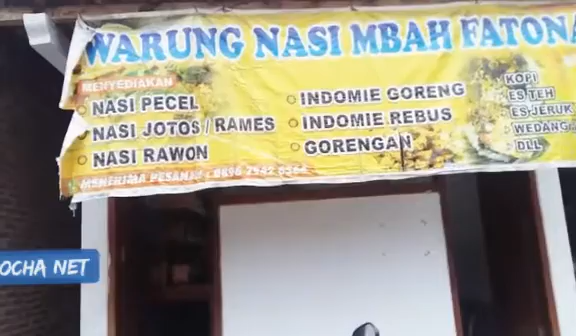 WARUNG NASI MBAH FATONA
MENYEDIAKAN
NASI PECEL
NASI JOTOS / RAMES
NASI RAWON
INDOMIE GORENG
INDOMIE REBUS
GORENGAN
KOPI
ES TEH
ES JERUK
WEDANG
DLL
MENERIMA PESANAN
OCHA NET